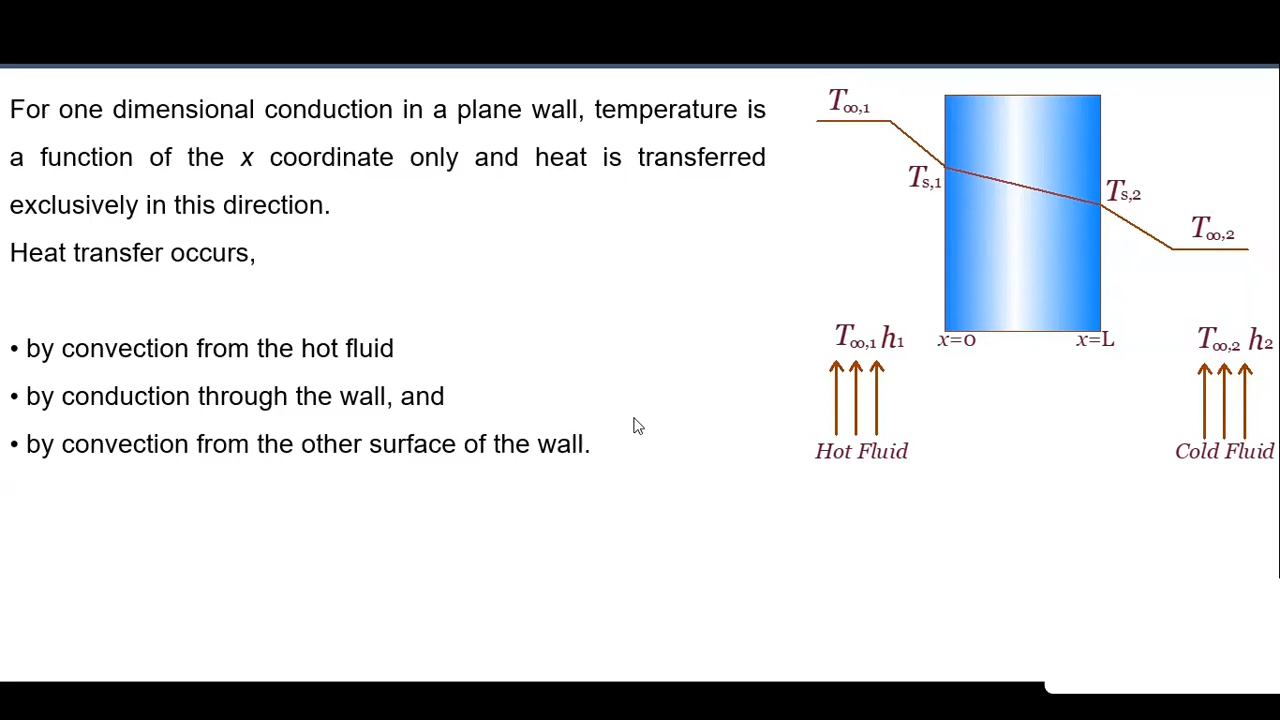 For one dimensional conduction in a plane wall, temperature is
a function of the x coordinate only and heat is transferred
exclusively in this direction.
Heat transfer occurs,
• by convection from the hot fluid
• by conduction through the wall, and
• by convection from the other surface of the wall.
T∞,1
Ts,1
Ts,2
T∞,2
T∞,1 h1
x=0
x=L
T∞,2 h2
Hot Fluid
Cold Fluid